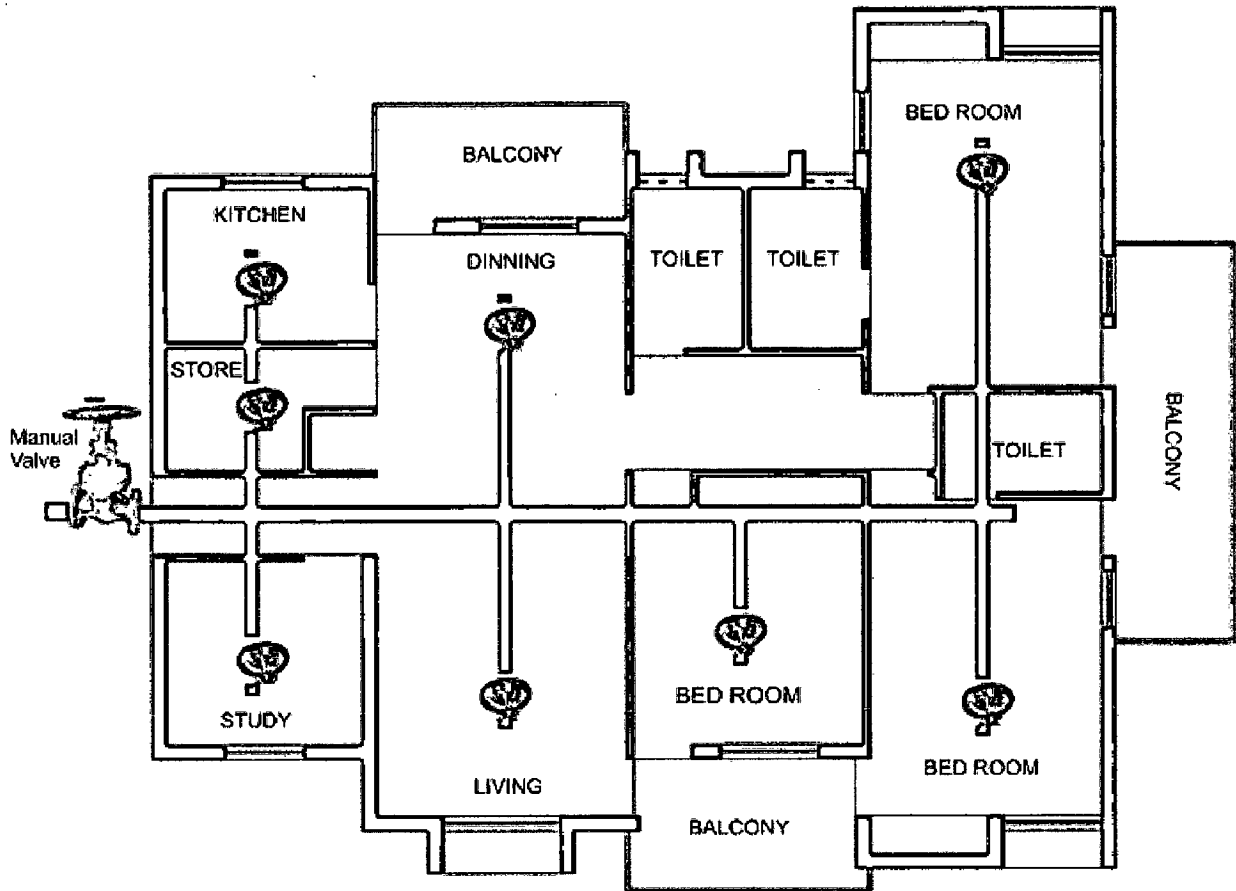 BED ROOM
BALCONY
KITCHEN
DINNING
TOILET
TOILET
STORE
Manual
Valve
TOILET
BALCONY
STUDY
BED ROOM
LIVING
BED ROOM
BALCONY